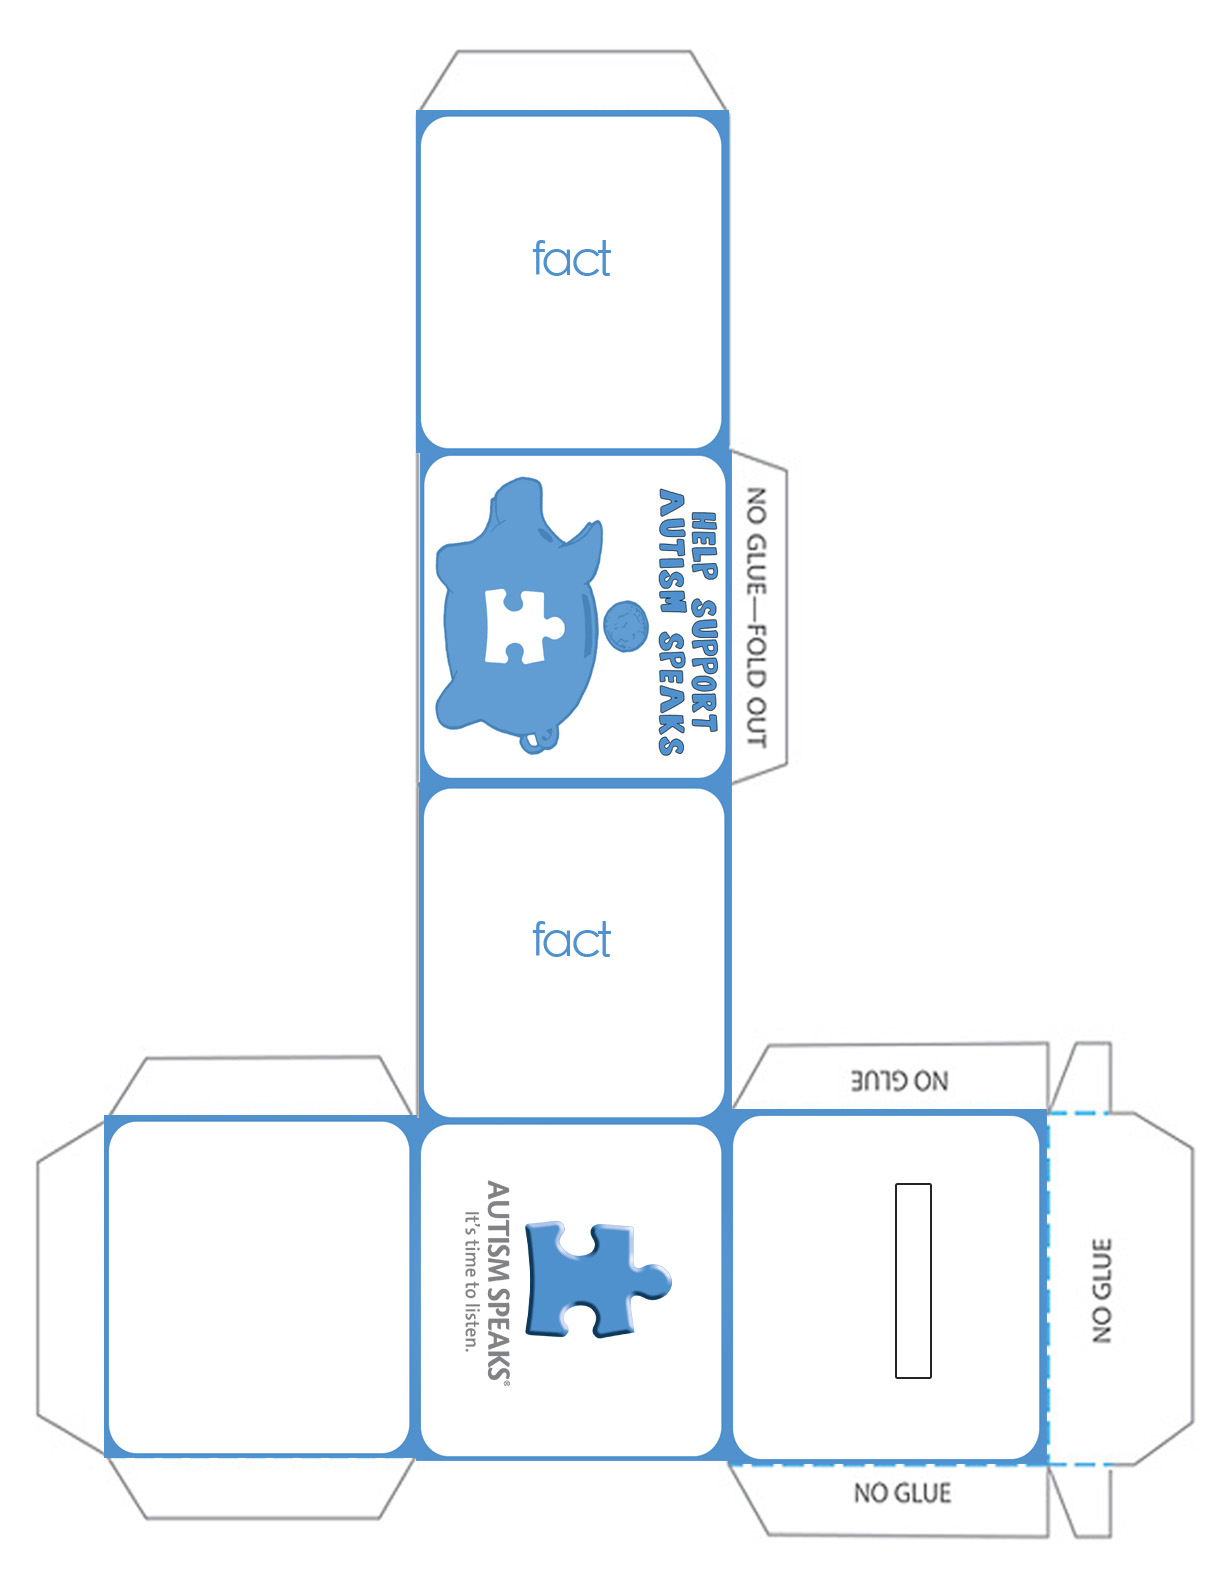 fact
HELP SUPPORT
AUTISM SPEAKS
NO GLUE—FOLD OUT
fact
NO GLUE
AUTISM SPEAKS®
It's time to listen.
NO GLUE
NO GLUE